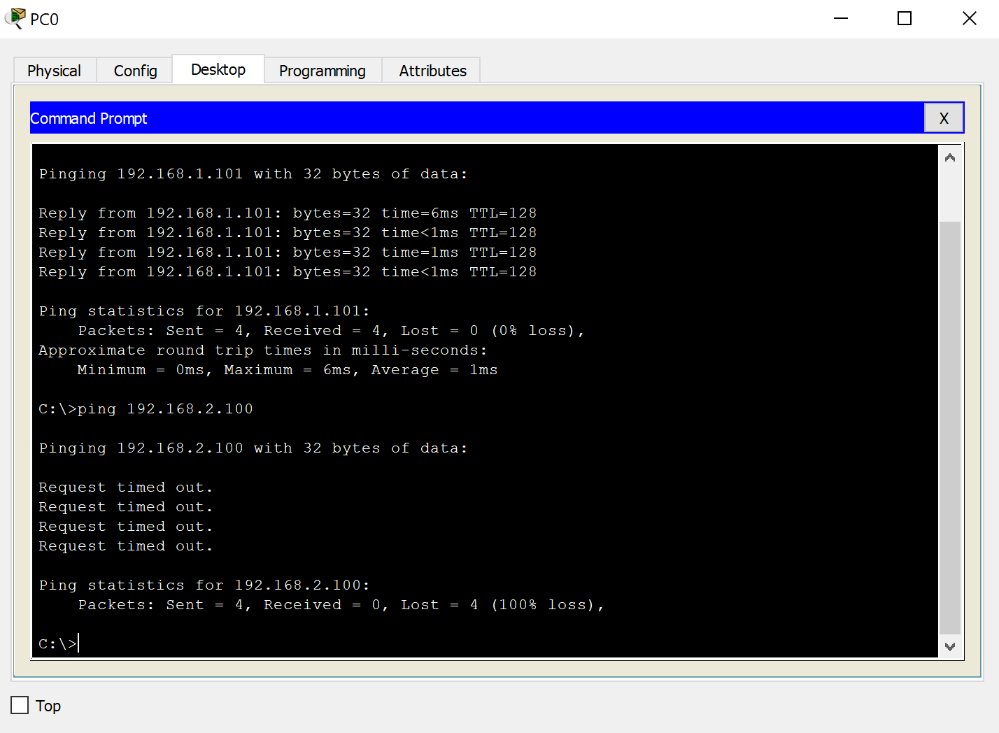 PC0
Physical Config Desktop Programming Attributes
Command Prompt X
Pinging 192.168.1.101 with 32 bytes of data:
Reply from 192.168.1.101: bytes=32 time=6ms TTL=128
Reply from 192.168.1.101: bytes=32 time<1ms TTL=128
Reply from 192.168.1.101: bytes=32 time=1ms TTL=128
Reply from 192.168.1.101: bytes=32 time<1ms TTL=128
Ping statistics for 192.168.1.101:
    Packets: Sent = 4, Received = 4, Lost = 0 (0% loss),
Approximate round trip times in milli-seconds:
    Minimum = 0ms, Maximum = 6ms, Average = 1ms
C:\>ping 192.168.2.100
Pinging 192.168.2.100 with 32 bytes of data:
Request timed out.
Request timed out.
Request timed out.
Request timed out.
Ping statistics for 192.168.2.100:
    Packets: Sent = 4, Received = 0, Lost = 4 (100% loss),
C:\>
Top